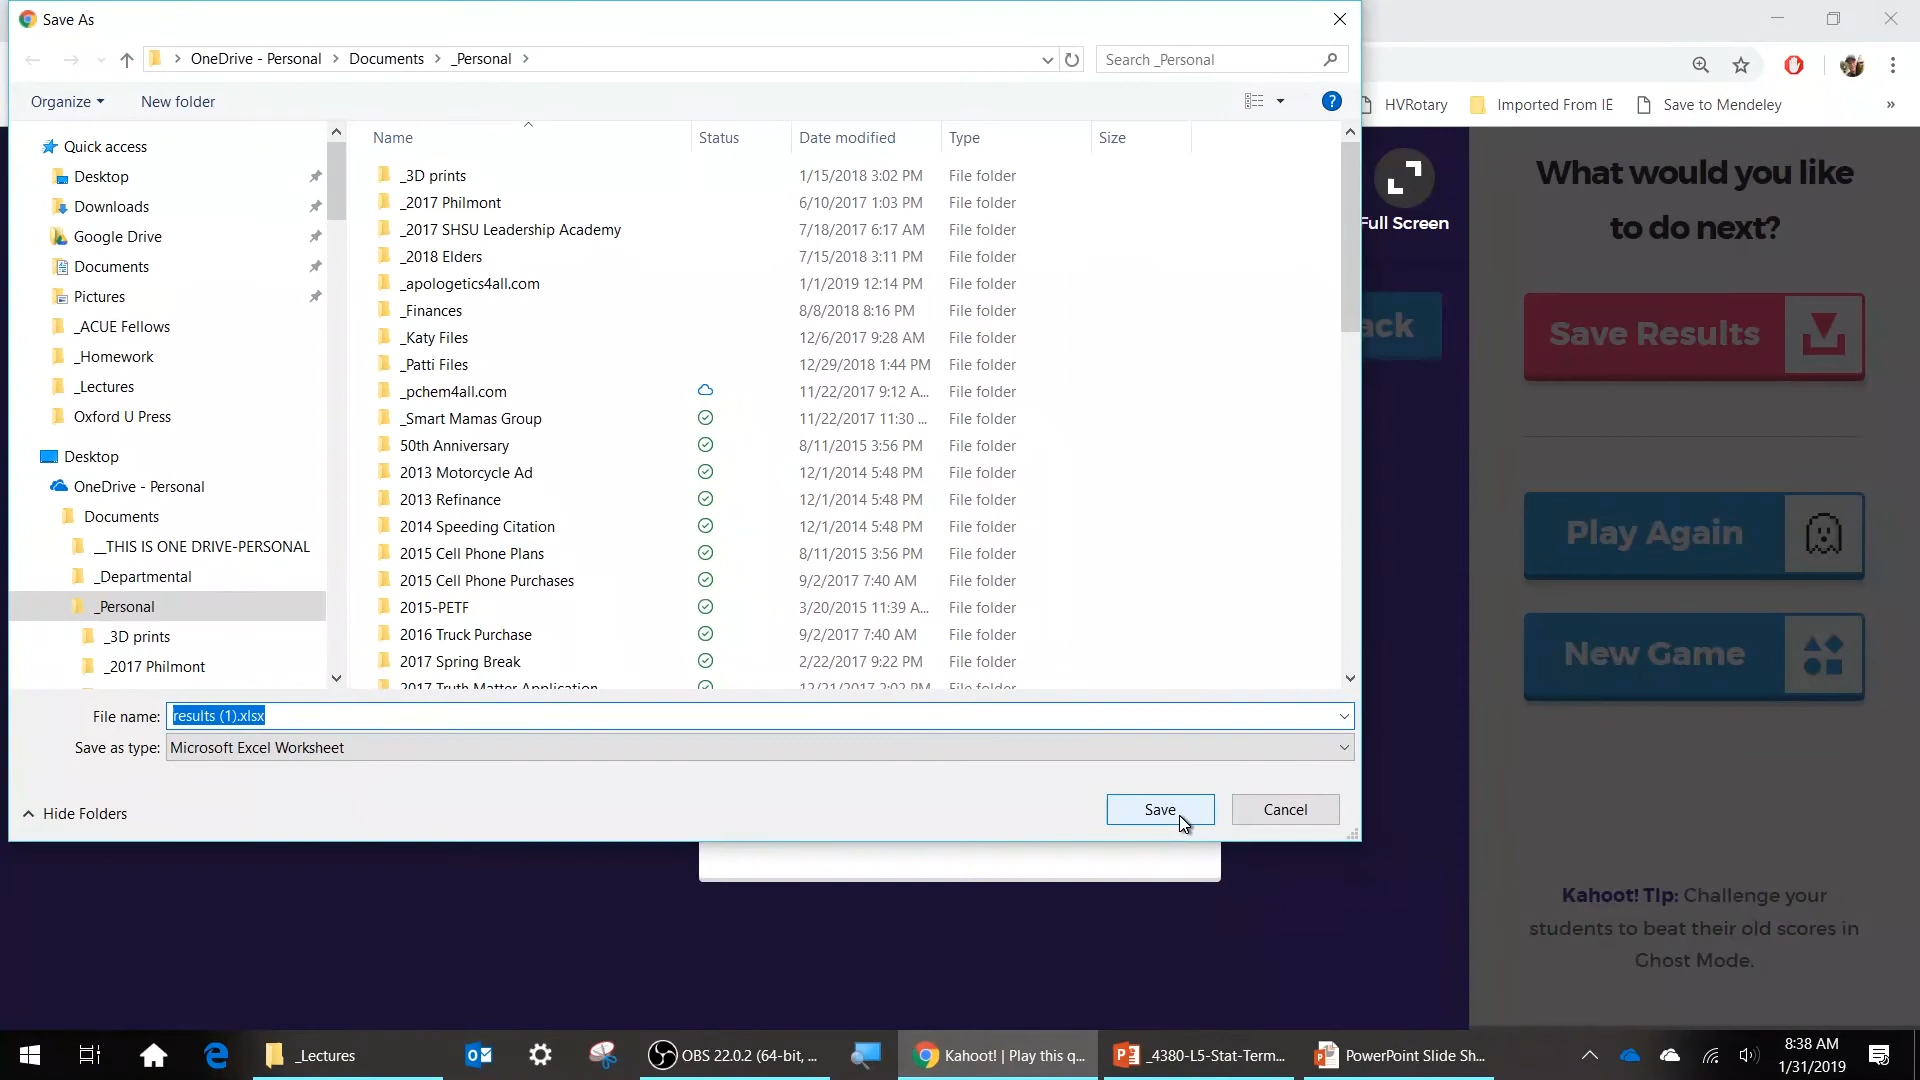 Save As
OneDrive - Personal > Documents > _Personal >
Search _Personal
Organize
New folder
HVRotary
Imported From IE
Save to Mendeley
»
Quick access
Desktop
Downloads
Google Drive
Documents
Pictures
_ACUE Fellows
_Homework
_Lectures
Oxford U Press
Desktop
OneDrive - Personal
Documents
__THIS IS ONE DRIVE-PERSONAL
_Departmental
_Personal
_3D prints
_2017 Philmont
Name Status Date modified Type Size
_3D prints 1/15/2018 3:02 PM File folder
_2017 Philmont 6/10/2017 1:03 PM File folder
_2017 SHSU Leadership Academy 7/18/2017 6:17 AM File folder
_2018 Elders 7/15/2018 3:11 PM File folder
_apologetics4all.com 1/1/2019 12:14 PM File folder
_Finances 8/8/2018 8:16 PM File folder
_Katy Files 12/6/2017 9:28 AM File folder
_Patti Files 12/29/2018 1:44 PM File folder
_pchem4all.com 11/22/2017 9:12 A... File folder
_Smart Mamas Group 11/22/2017 11:30 ... File folder
50th Anniversary 8/11/2015 3:56 PM File folder
2013 Motorcycle Ad 12/1/2014 5:48 PM File folder
2013 Refinance 12/1/2014 5:48 PM File folder
2014 Speeding Citation 12/1/2014 5:48 PM File folder
2015 Cell Phone Plans 8/11/2015 3:56 PM File folder
2015 Cell Phone Purchases 9/2/2017 7:40 AM File folder
2015-PETF 3/20/2015 11:39 A... File folder
2016 Truck Purchase 9/2/2017 7:40 AM File folder
2017 Spring Break 2/22/2017 9:22 PM File folder
2017 Truth Matter Application 12/21/2017 2:02 PM File folder
File name: results (1).xlsx
Save as type: Microsoft Excel Worksheet
Hide Folders
Save
Cancel
Full Screen
ack
What would you like
to do next?
Save Results
Play Again
New Game
Kahoot! Tip: Challenge your
students to beat their old scores in
Ghost Mode.
_Lectures
OBS 22.0.2 (64-bit, ...
Kahoot! | Play this q...
_4380-L5-Stat-Term...
PowerPoint Slide Sh...
8:38 AM
1/31/2019